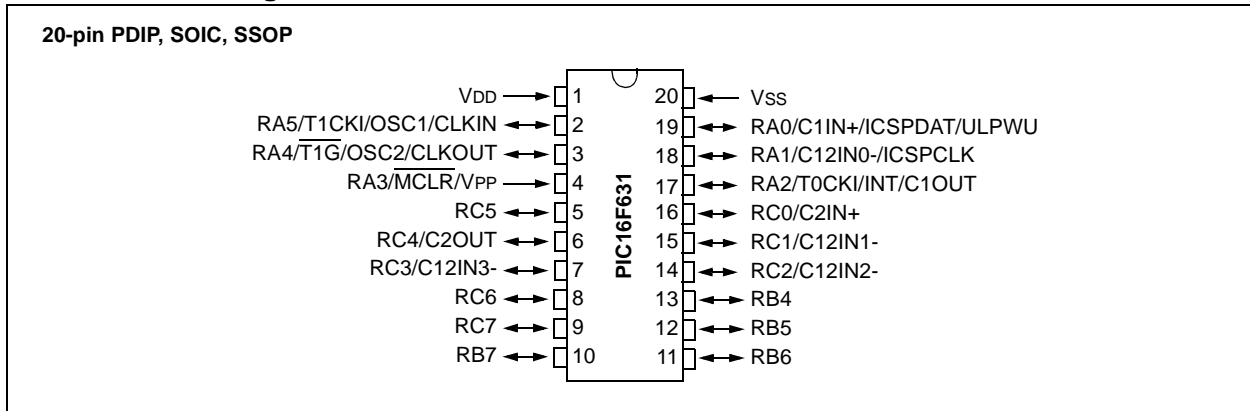 20-pin PDIP, SOIC, SSOP
VDD 1 20 VSS
RA5/T1CKI/OSC1/CLKIN 2 19 RA0/C1IN+/ICSPDAT/ULPWU
RA4/T1G/OSC2/CLKOUT 3 18 RA1/C12IN0-/ICSPCLK
RA3/MCLR/VPP 4 17 RA2/T0CKI/INT/C1OUT
RC5 5 16 RC0/C2IN+
RC4/C2OUT 6 15 RC1/C12IN1-
RC3/C12IN3- 7 14 RC2/C12IN2-
RC6 8 13 RB4
RC7 9 12 RB5
RB7 10 11 RB6
PIC16F631